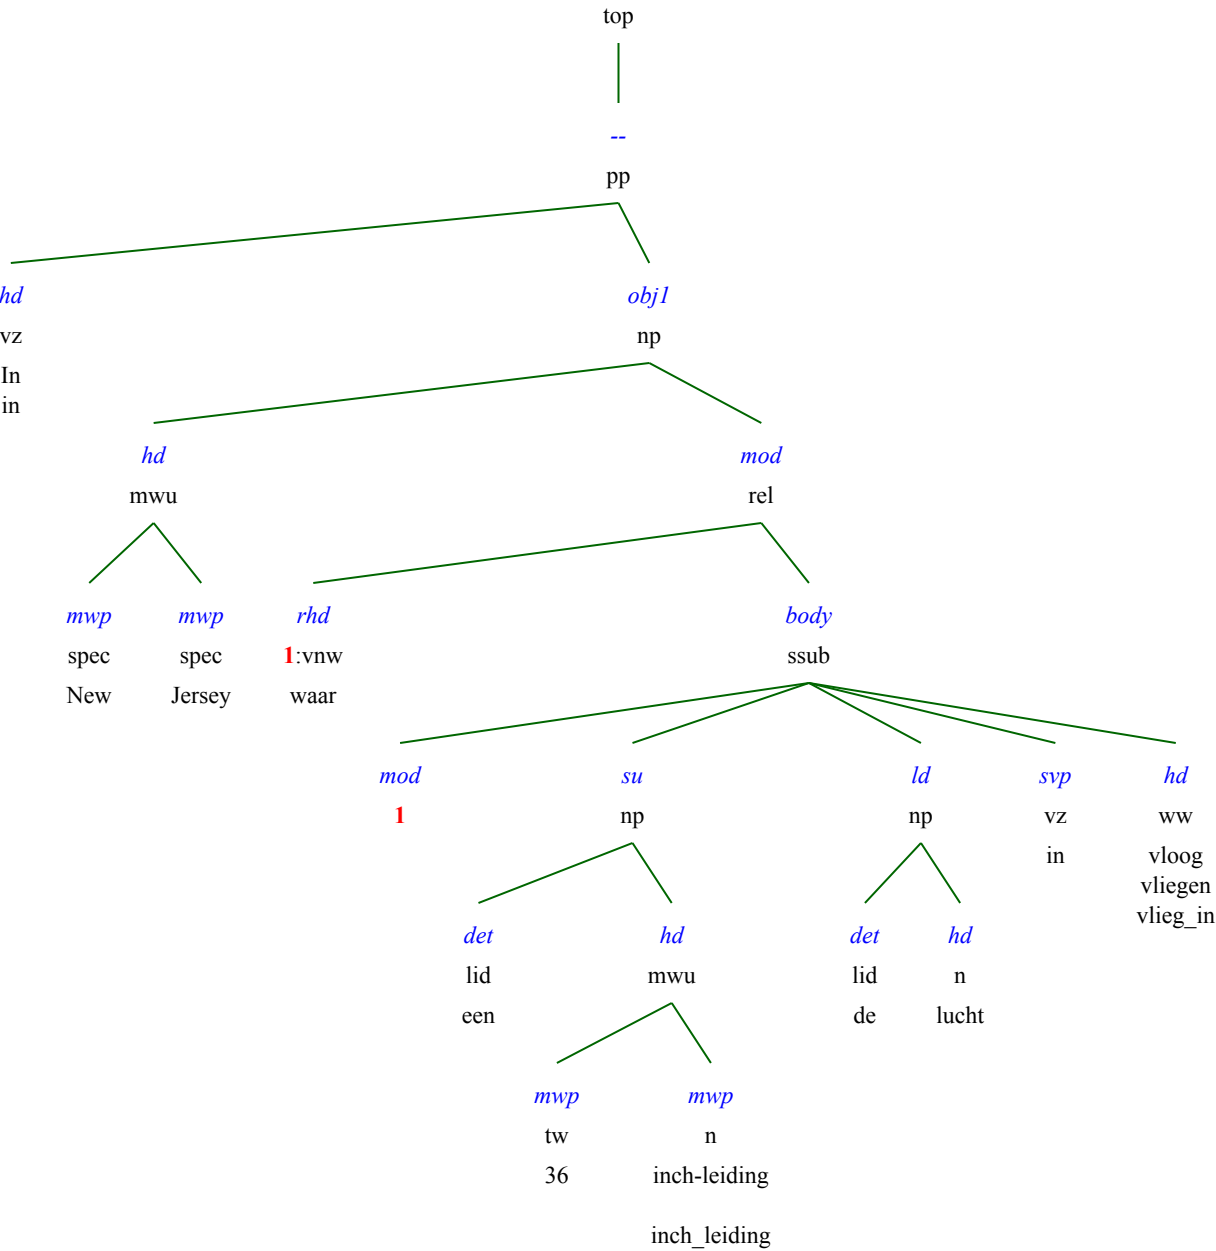 top
--
pp
hd obj1
vz np
In
in
hd mod
mwu rel
mwp mwp rhd body
spec spec 1:vnw ssub
New Jersey waar
mod su ld svp hd
1 np np vz ww
in vloog
vliegen
vlieg_in
det hd det hd
lid mwu lid n
een de lucht
mwp mwp
tw n
36 inch-leiding
inch_leiding